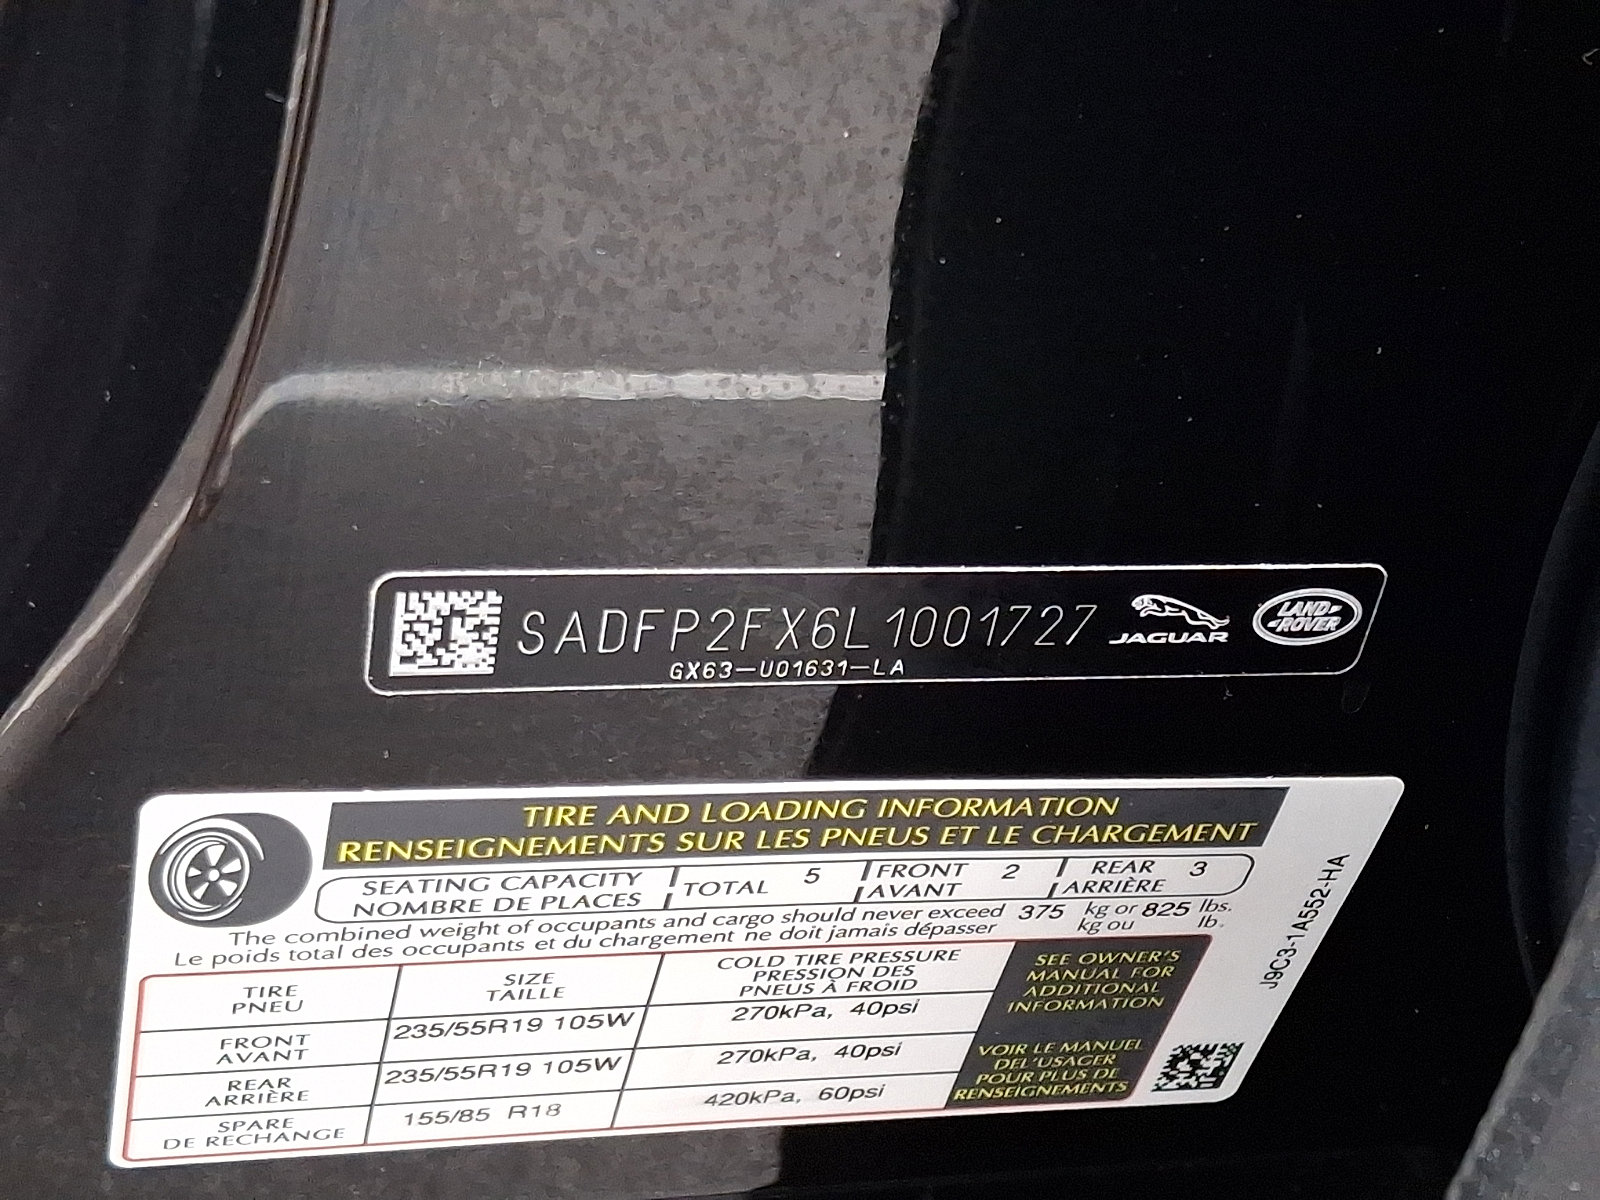 SADFP2FX6L1001727
JAGUAR
LAND-
-ROVER
GX63-U01631-LA
TIRE AND LOADING INFORMATION
RENSEIGNEMENTS SUR LES PNEUS ET LE CHARGEMENT
SEATING CAPACITY
NOMBRE DE PLACES
TOTAL 5
FRONT
AVANT
2
REAR
ARRIÈRE
3
The combined weight of occupants and cargo should never exceed 375 kg or 825 lbs.
Le poids total des occupants et du chargement ne doit jamais dépasser kg ou lb.
TIRE
PNEU
SIZE
TAILLE
COLD TIRE PRESSURE
PRESSION DES
PNEUS À FROID
FRONT
AVANT
235/55R19 105W
270kPa, 40psi
REAR
ARRIÈRE
235/55R19 105W
270kPa, 40psi
SPARE
DE RECHANGE
155/85 R18
420kPa, 60psi
SEE OWNER'S
MANUAL FOR
ADDITIONAL
INFORMATION
VOIR LE MANUEL
DEL'USAGER
POUR PLUS DE
RENSEIGNEMENTS
J9C3-1A552-HA